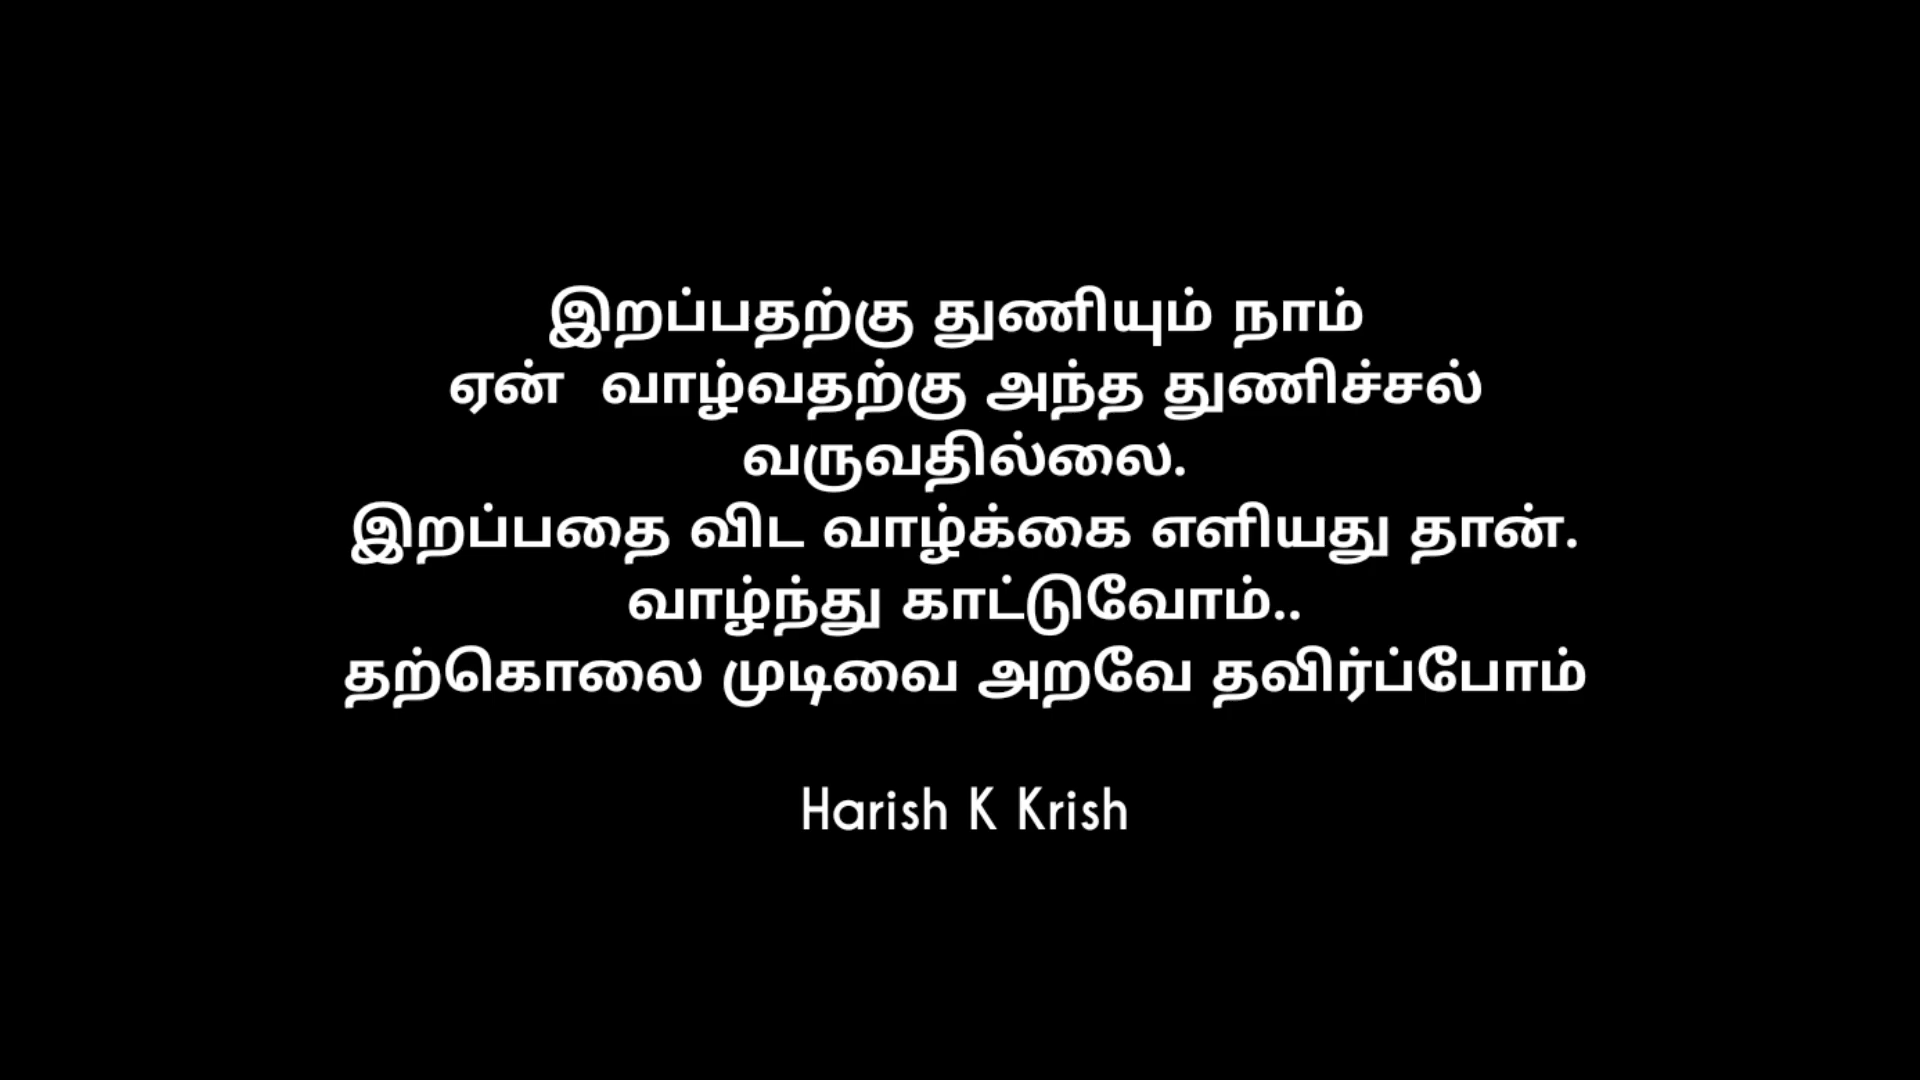 இறப்பதற்கு துணியும் நாம்
ஏன்  வாழ்வதற்கு அந்த துணிச்சல்
வருவதில்லை.
இறப்பதை விட வாழ்க்கை எளியது தான்.
வாழ்ந்து காட்டுவோம்..
தற்கொலை முடிவை அறவே தவிர்ப்போம்
Harish K Krish